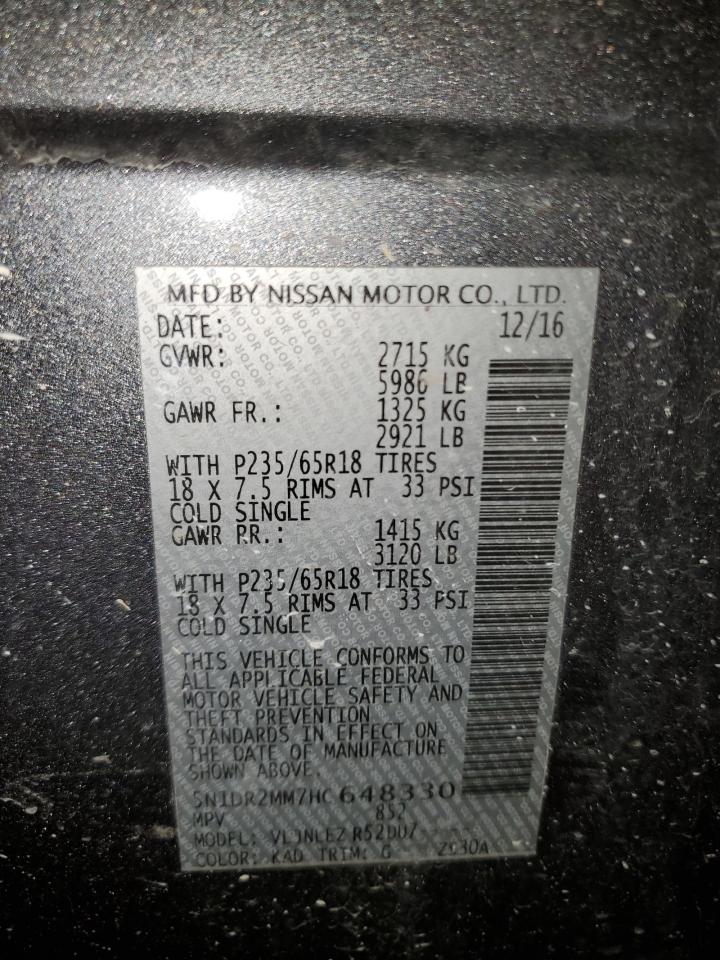 MFD BY NISSAN MOTOR CO., LTD.
DATE: 12/16
GVWR: 2715 KG
5986 LB
GAWR FR.: 1325 KG
2921 LB
WITH P235/65R18 TIRES
18 X 7.5 RIMS AT 33 PSI
COLD SINGLE
GAWR RR.: 1415 KG
3120 LB
WITH P235/65R18 TIRES
18 X 7.5 RIMS AT 33 PSI
COLD SINGLE
THIS VEHICLE CONFORMS TO
ALL APPLICABLE FEDERAL
MOTOR VEHICLE SAFETY AND
THEFT PREVENTION
STANDARDS IN EFFECT ON
THE DATE OF MANUFACTURE
SHOWN ABOVE.
5N1DR2MM7HC648330
MPV 852
MODEL:
COLOR: KAD TRIM: G